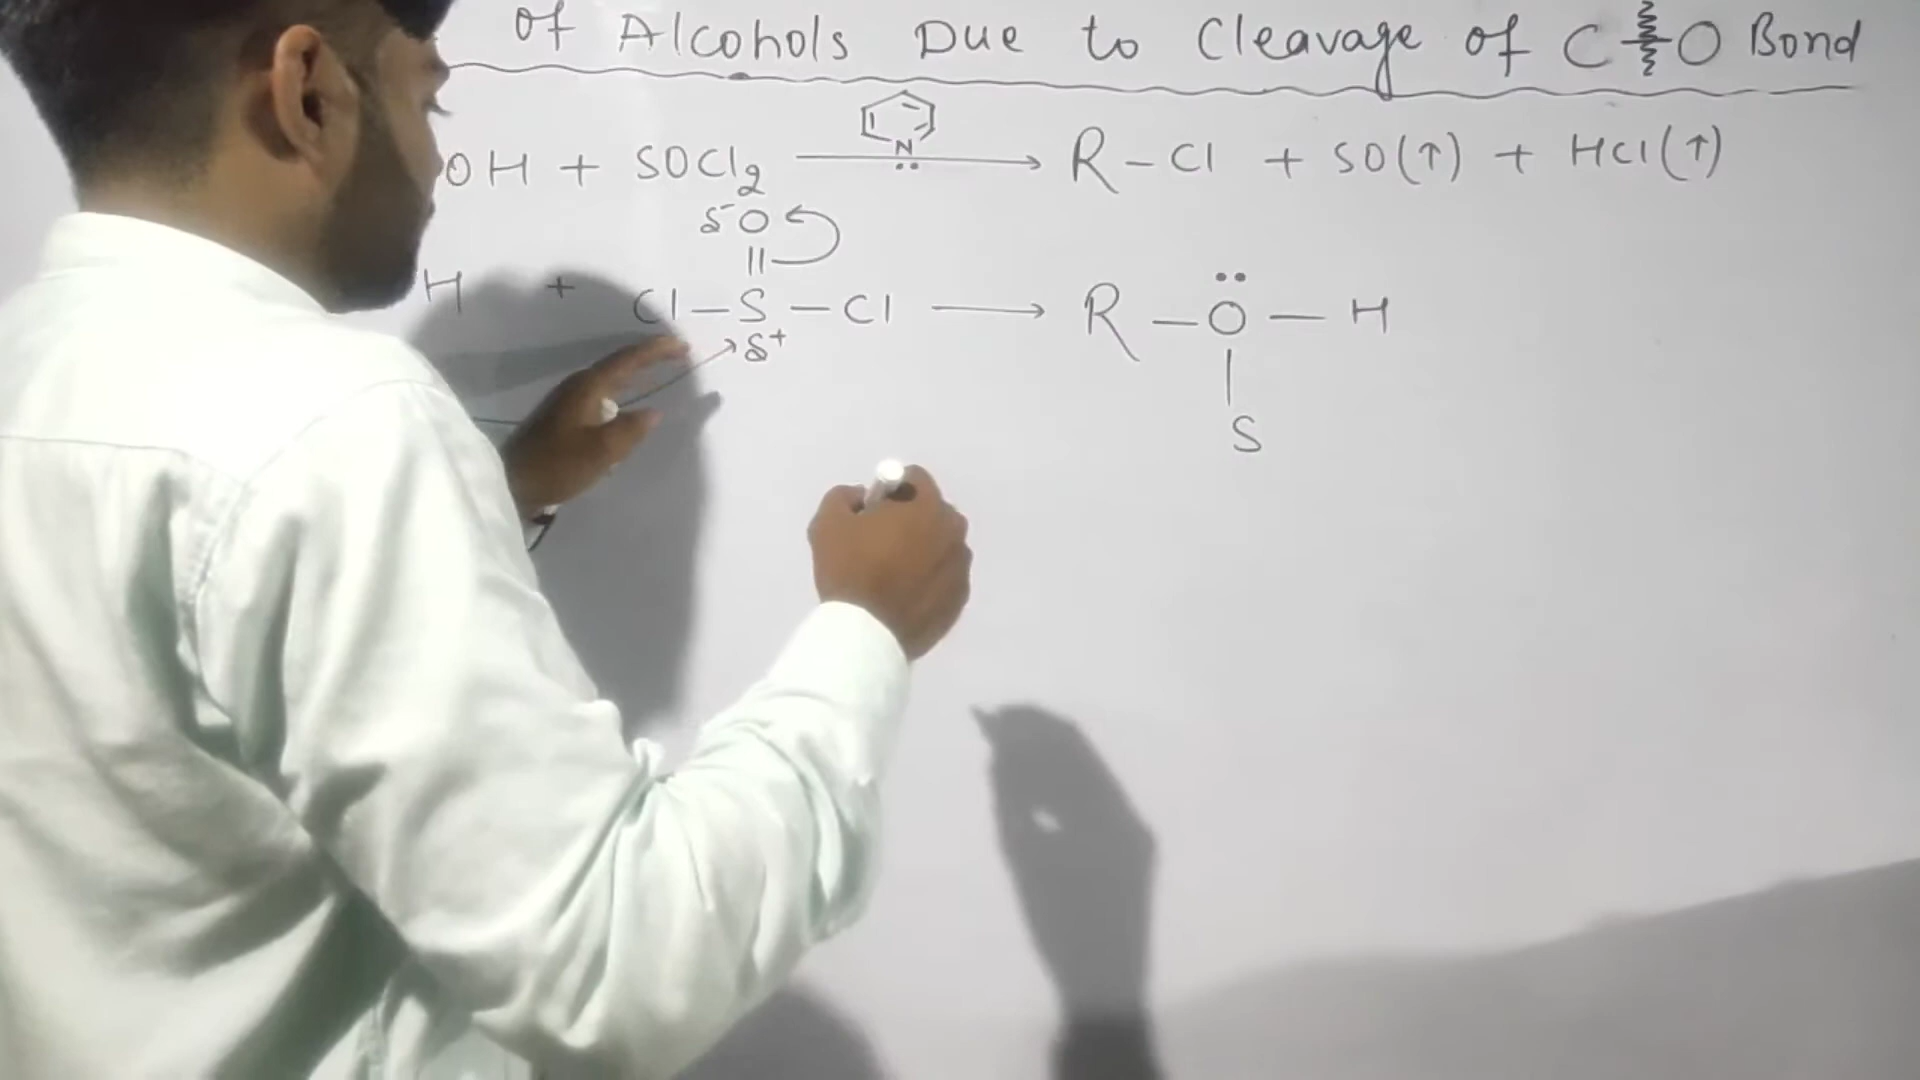 of Alcohols Due to Cleavage of C O Bond
OH + SOCl2 ⟶ R-Cl + SO(↑) + HCl(↑)
N
δ- O
||
H + Cl-S-Cl ⟶ R-O-H
δ+
|
S